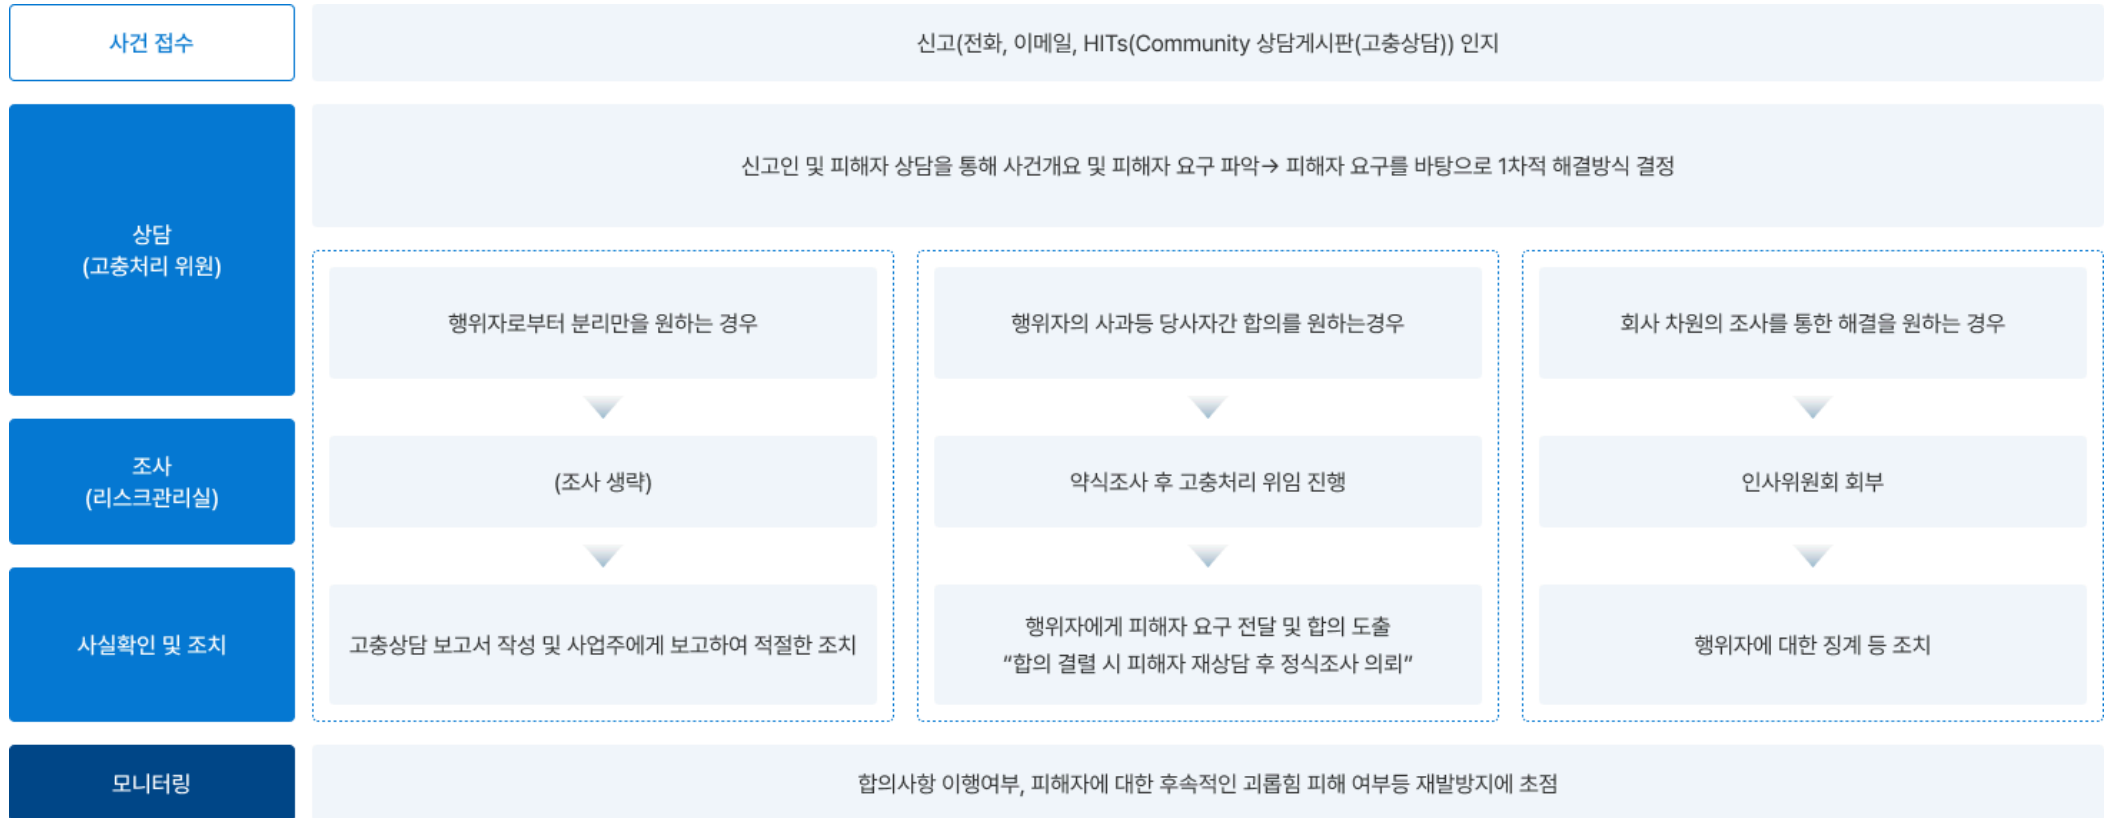 사건 접수
신고(전화, 이메일, HITs(Community 상담게시판(고충상담)) 인지
상담
(고충처리 위원)
신고인 및 피해자 상담을 통해 사건개요 및 피해자 요구 파악→ 피해자 요구를 바탕으로 1차적 해결방식 결정
행위자로부터 분리만을 원하는 경우
행위자의 사과등 당사자간 합의를 원하는경우
회사 차원의 조사를 통한 해결을 원하는 경우
조사
(리스크관리실)
(조사 생략)
약식조사 후 고충처리 위임 진행
인사위원회 회부
사실확인 및 조치
고충상담 보고서 작성 및 사업주에게 보고하여 적절한 조치
행위자에게 피해자 요구 전달 및 합의 도출
“합의 결렬 시 피해자 재상담 후 정식조사 의뢰”
행위자에 대한 징계 등 조치
모니터링
합의사항 이행여부, 피해자에 대한 후속적인 괴롭힘 피해 여부등 재발방지에 초점